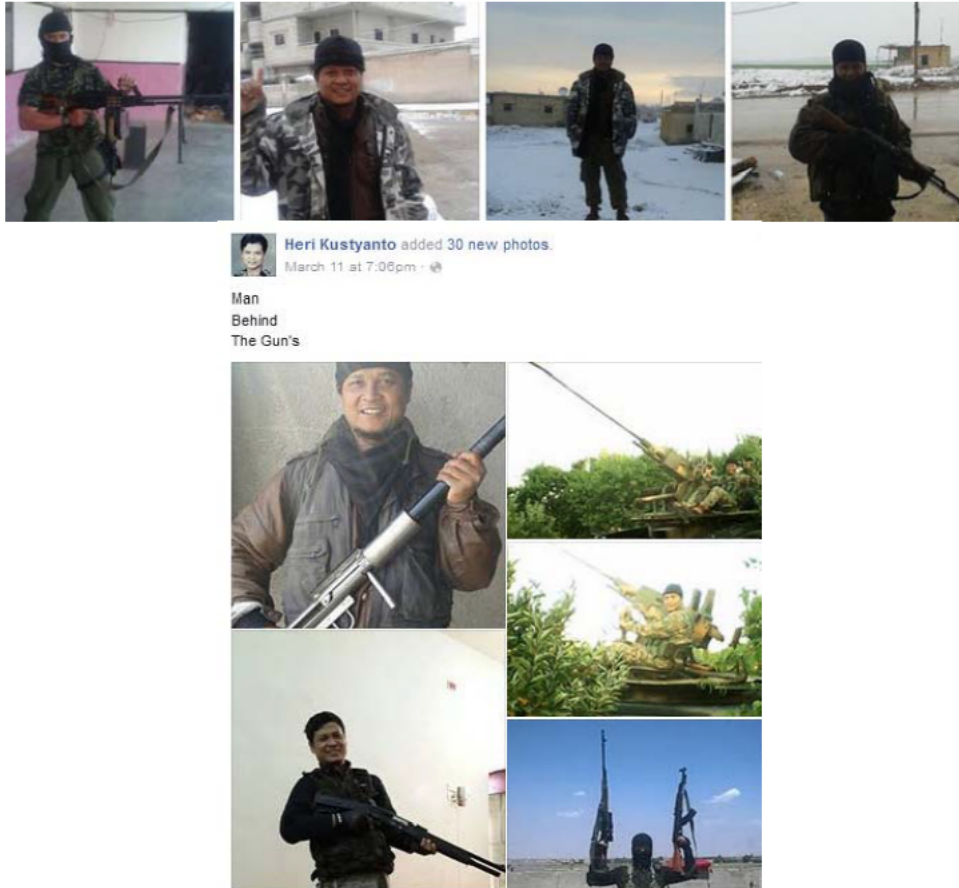 Heri Kustyanto added 30 new photos.
March 11 at 7:06pm ·
Man
Behind
The Gun's